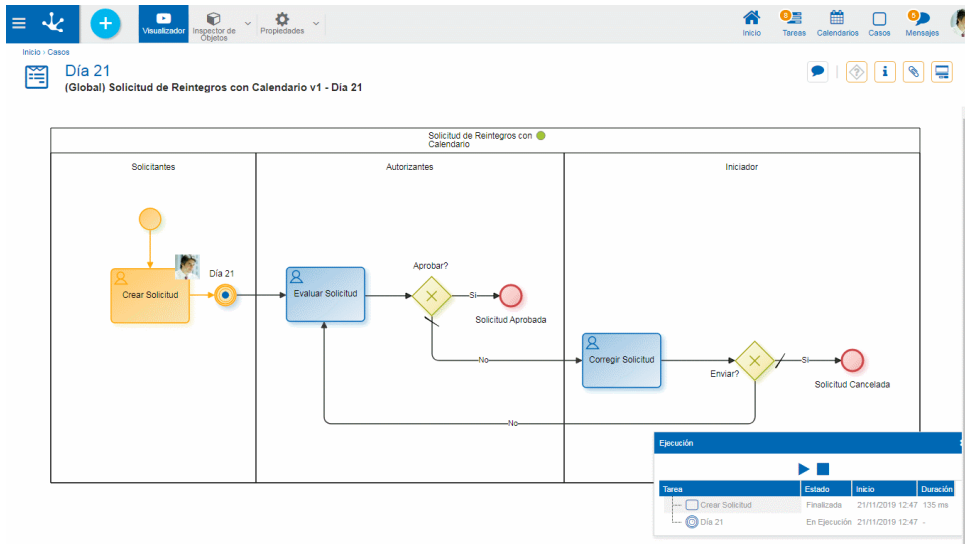 Visualizador
Inspector de
Objetos
Propiedades
Inicio
8
Tareas
Calendarios
Casos
5
Mensajes
Inicio › Casos
Día 21
(Global) Solicitud de Reintegros con Calendario v1 - Día 21
Solicitud de Reintegros con
Calendario
Solicitantes
Autorizantes
Iniciador
Crear Solicitud
Día 21
Evaluar Solicitud
Aprobar?
Si
Solicitud Aprobada
No
Corregir Solicitud
Enviar?
Si
Solicitud Cancelada
No
Ejecución
Tarea Estado Inicio Duración
Crear Solicitud Finalizada 21/11/2019 12:47 135 ms
Día 21 En Ejecución 21/11/2019 12:47 -